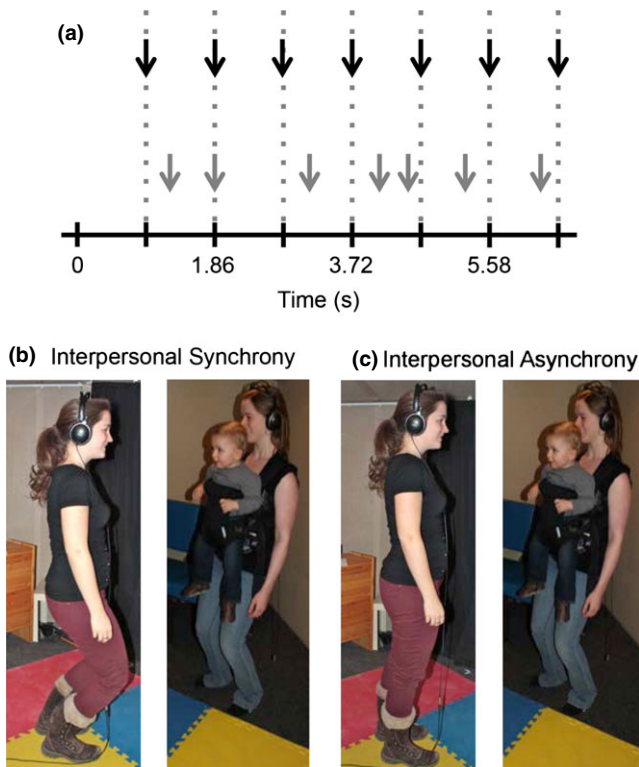 (a)
0 1.86 3.72 5.58
Time (s)
(b) Interpersonal Synchrony
(c) Interpersonal Asynchrony